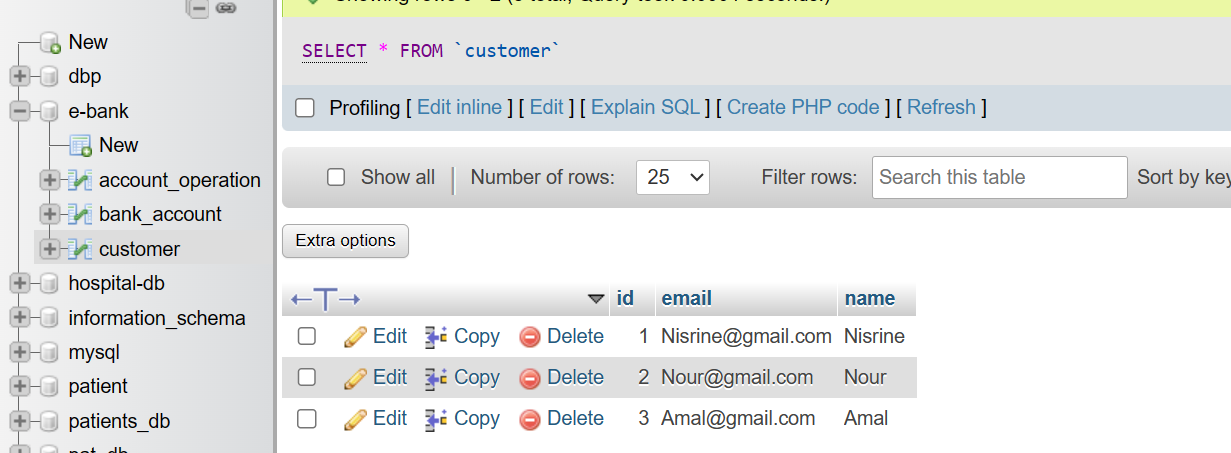 New
dbp
e-bank
New
account_operation
bank_account
customer
hospital-db
information_schema
mysql
patient
patients_db
SELECT * FROM `customer`
Profiling [ Edit inline ] [ Edit ] [ Explain SQL ] [ Create PHP code ] [ Refresh ]
Show all Number of rows: 25 Filter rows: Search this table Sort by key
Extra options
id email name
Edit Copy Delete 1 Nisrine@gmail.com Nisrine
Edit Copy Delete 2 Nour@gmail.com Nour
Edit Copy Delete 3 Amal@gmail.com Amal